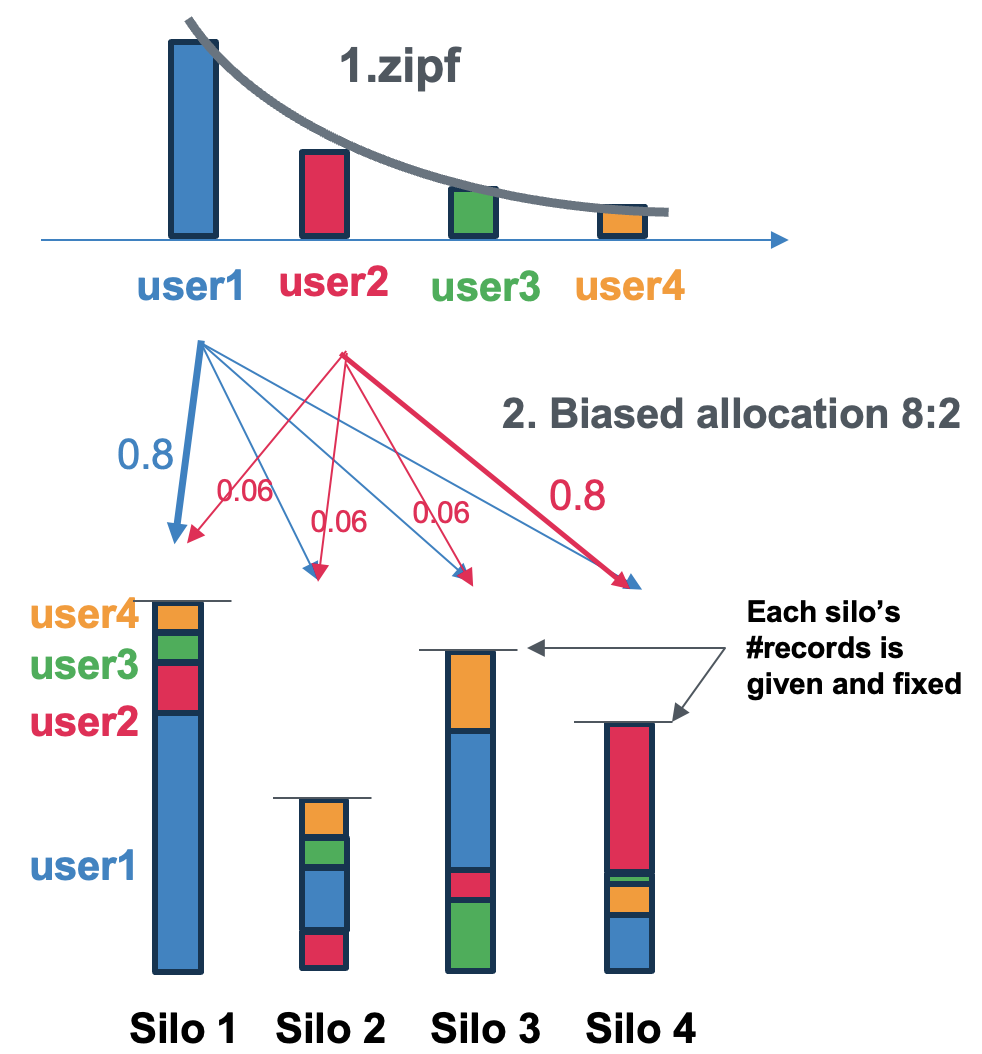 1.zipf
user1
user2
user3
user4
2. Biased allocation 8:2
0.8
0.06
0.06
0.06
0.8
user4
user3
user2
user1
Each silo’s
#records is
given and fixed
Silo 1
Silo 2
Silo 3
Silo 4